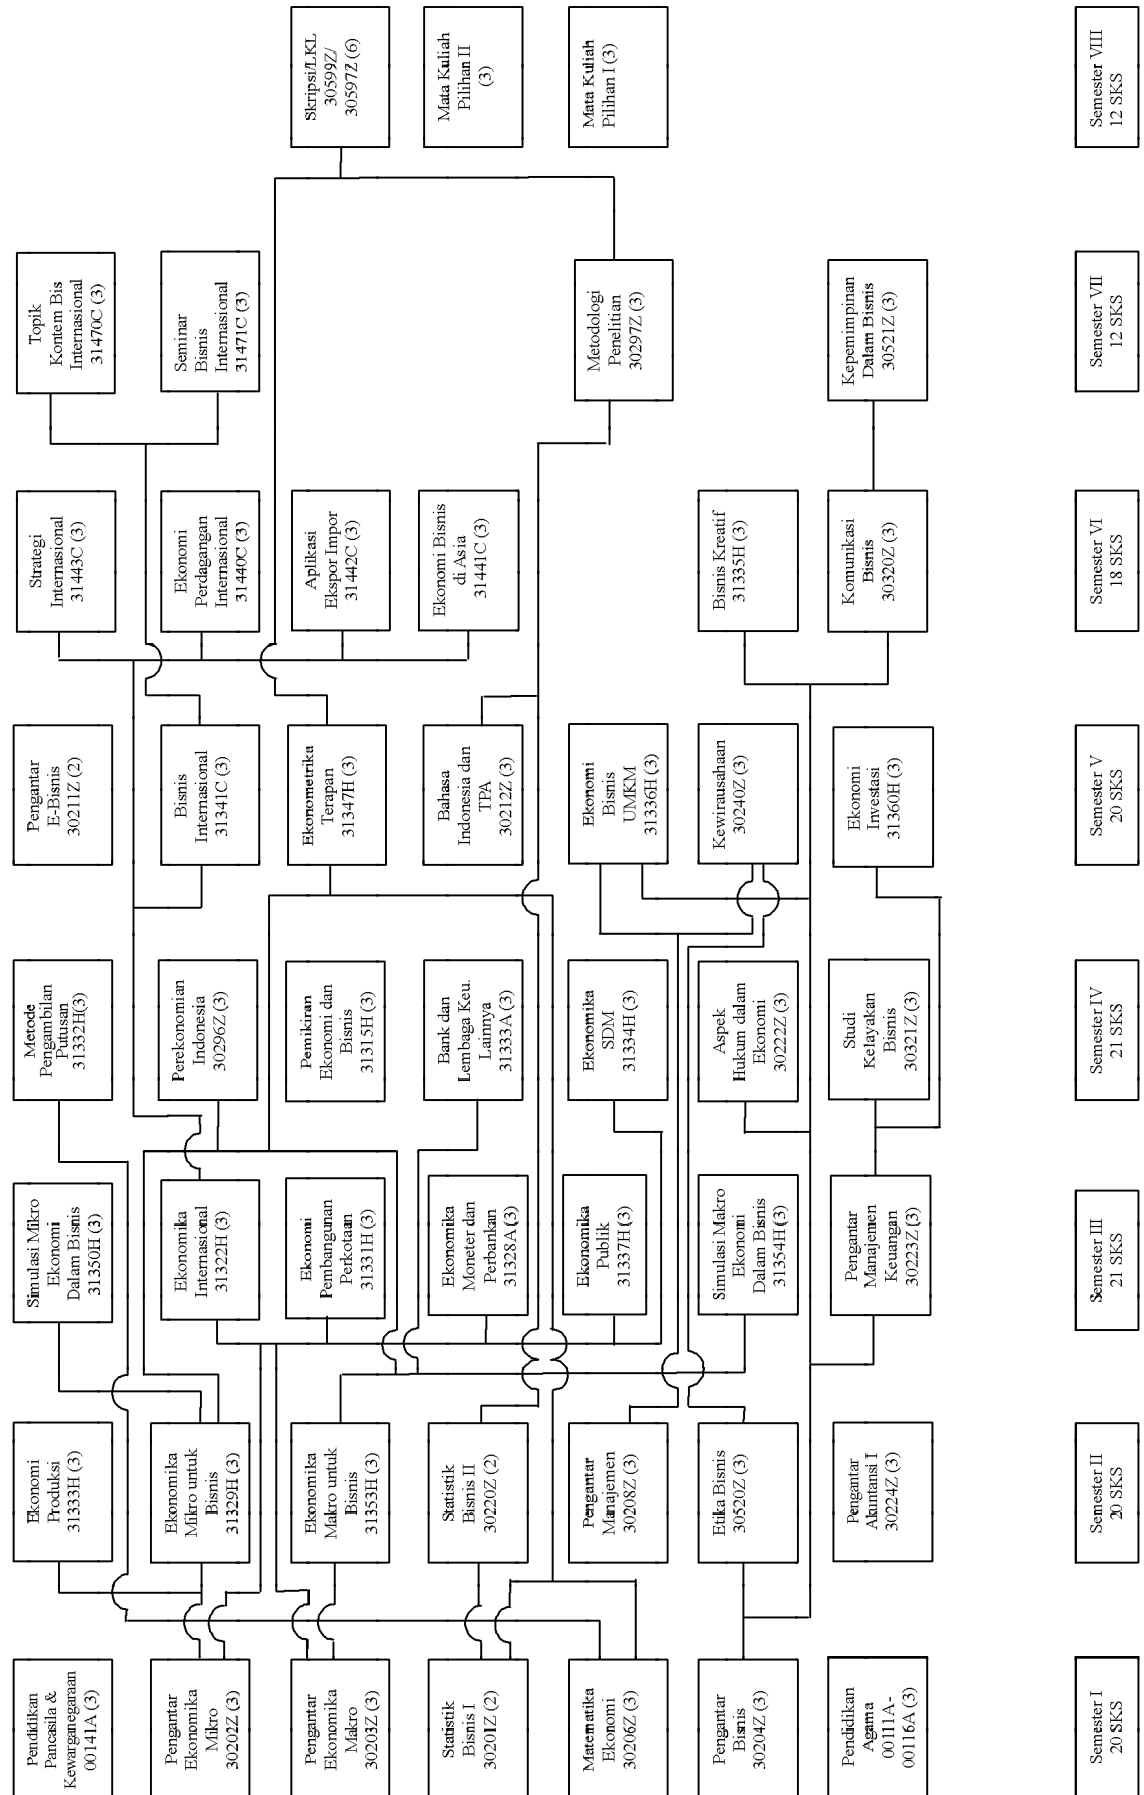 Pendidikan
Pancasila &
Kewarganegaraan
00141A (3)
Pengantar
Ekonomika
Mikro
30202Z (3)
Pengantar
Ekonomika
Makro
30203Z (3)
Statistik
Bisnis I
30201Z (2)
Matematika
Ekonomi
30206Z (3)
Pengantar
Bisnis
30204Z (3)
Pendidikan
Agama
00111A-
00116A (3)
Semester I
20 SKS
Ekonomi
Produksi
31333H (3)
Ekonomika
Mikro untuk
Bisnis
31329H (3)
Ekonomika
Makro untuk
Bisnis
31353H (3)
Statistik
Bisnis II
30220Z (2)
Pengantar
Manajemen
30208Z (3)
Etika Bisnis
30520Z (3)
Pengantar
Akuntansi I
30224Z (3)
Semester II
20 SKS
Simulasi Mikro
Ekonomi
Dalam Bisnis
31350H (3)
Ekonomika
Internasional
31322H (3)
Ekonomi
Pembangunan
Perkotaan
31331H (3)
Ekonomika
Moneter dan
Perbankan
31328A (3)
Ekonomika
Publik
31337H (3)
Simulasi Makro
Ekonomi
Dalam Bisnis
31354H (3)
Pengantar
Manajemen
Keuangan
30223Z (3)
Semester III
21 SKS
Metode
Pengambilan
Putusan
31332H(3)
Perekonomian
Indonesia
30296Z (3)
Pemikiran
Ekonomi dan
Bisnis
31315H (3)
Bank dan
Lembaga Keu.
Lainnya
31333A (3)
Ekonomika
SDM
31334H (3)
Aspek
Hukum dalam
Ekonomi
30222Z (3)
Studi
Kelayakan
Bisnis
30321Z (3)
Semester IV
21 SKS
Pengantar
E-Bisnis
30211Z (2)
Bisnis
Internasional
31341C (3)
Ekonometrika
Terapan
31347H (3)
Bahasa
Indonesia dan
TPA
30212Z (3)
Ekonomi
Bisnis
UMKM
31336H (3)
Kewirausahaan
30240Z (3)
Ekonomi
Investasi
31360H (3)
Semester V
20 SKS
Strategi
Internasional
31443C (3)
Ekonomi
Perdagangan
Internasional
31440C (3)
Aplikasi
Ekspor Impor
31442C (3)
Ekonomi Bisnis
di Asia
31441C (3)
Bisnis Kreatif
31335H (3)
Komunikasi
Bisnis
30320Z (3)
Semester VI
18 SKS
Topik
Kontem Bis
Internasional
31470C (3)
Seminar
Bisnis
Internasional
31471C (3)
Metodologi
Penelitian
30297Z (3)
Kepemimpinan
Dalam Bisnis
30521Z (3)
Semester VII
12 SKS
Skripsi/LKL
30599Z/
30597Z (6)
Mata Kuliah
Pilihan II
(3)
Mata Kuliah
Pilihan I (3)
Semester VIII
12 SKS